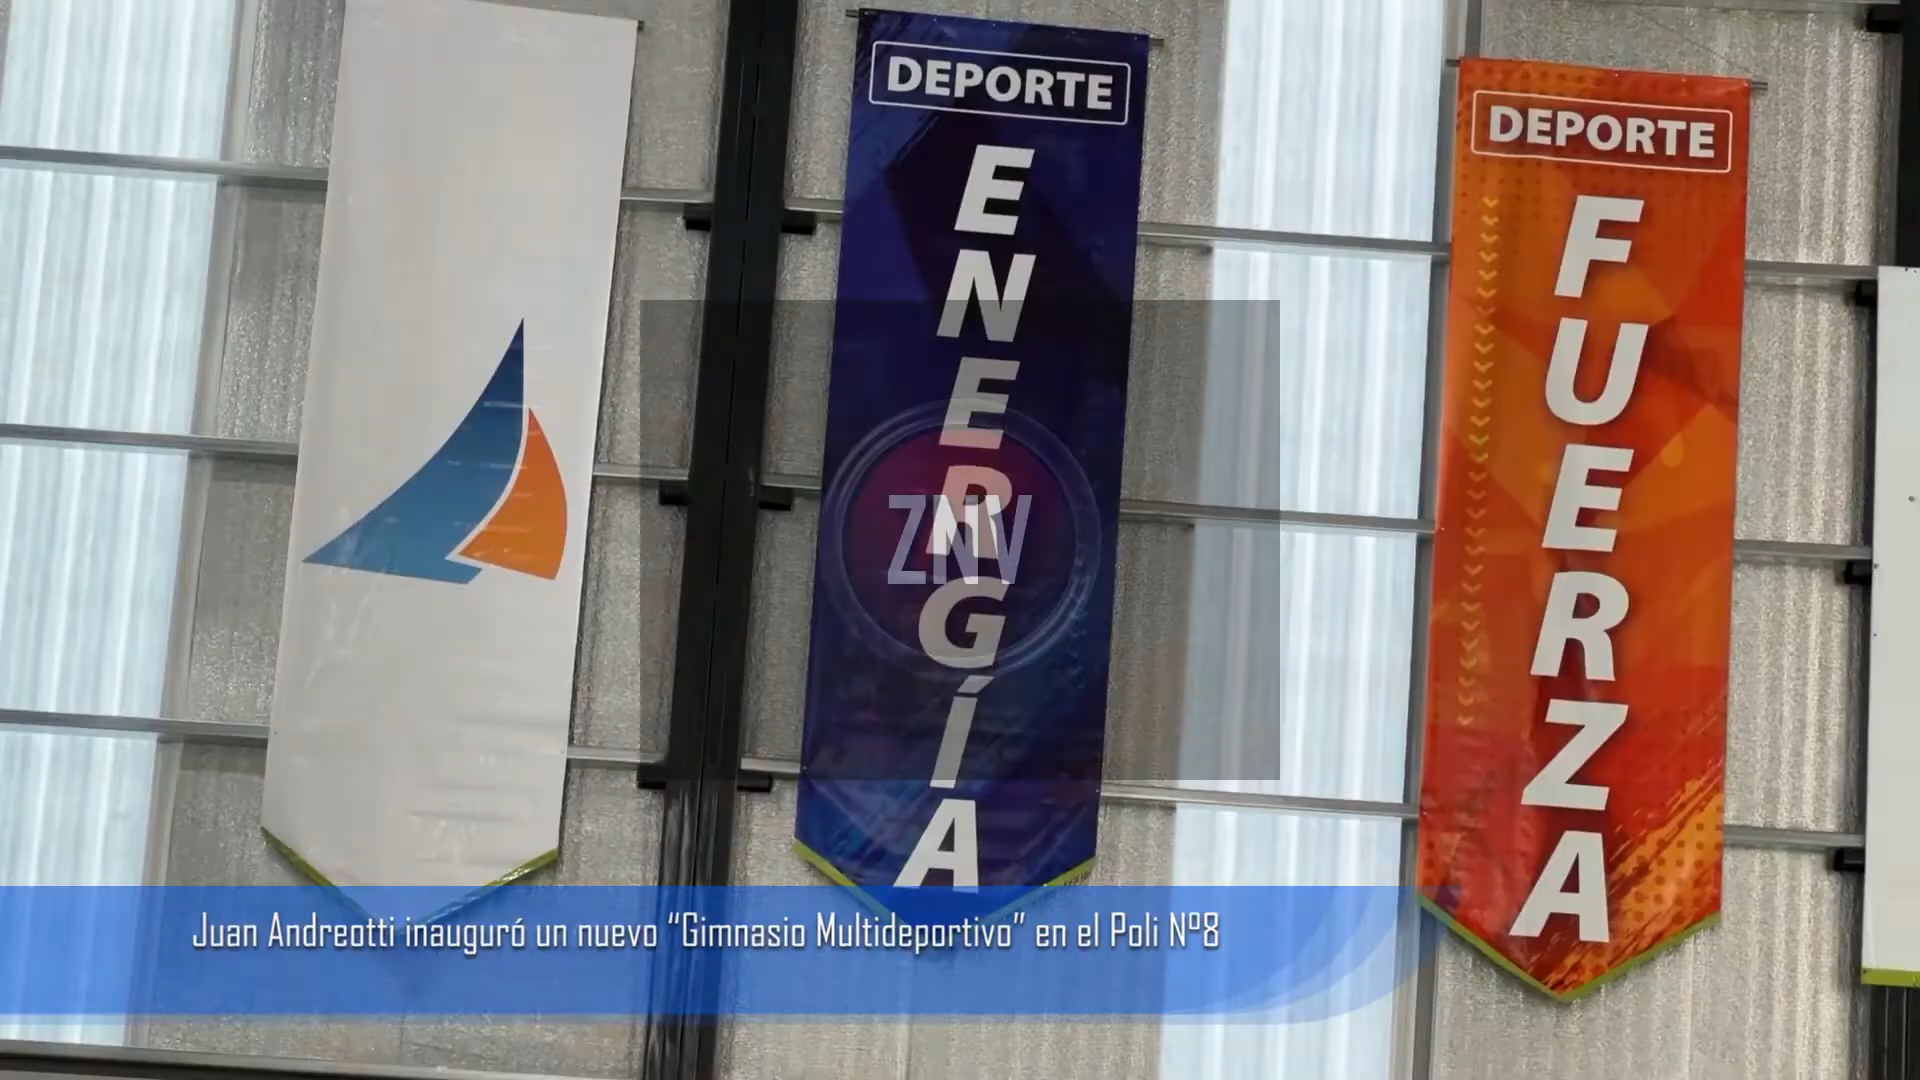 DEPORTE
ENERGÍA
DEPORTE
FUERZA
ZNV
Juan Andreotti inauguró un nuevo “Gimnasio Multideportivo” en el Poli Nº8